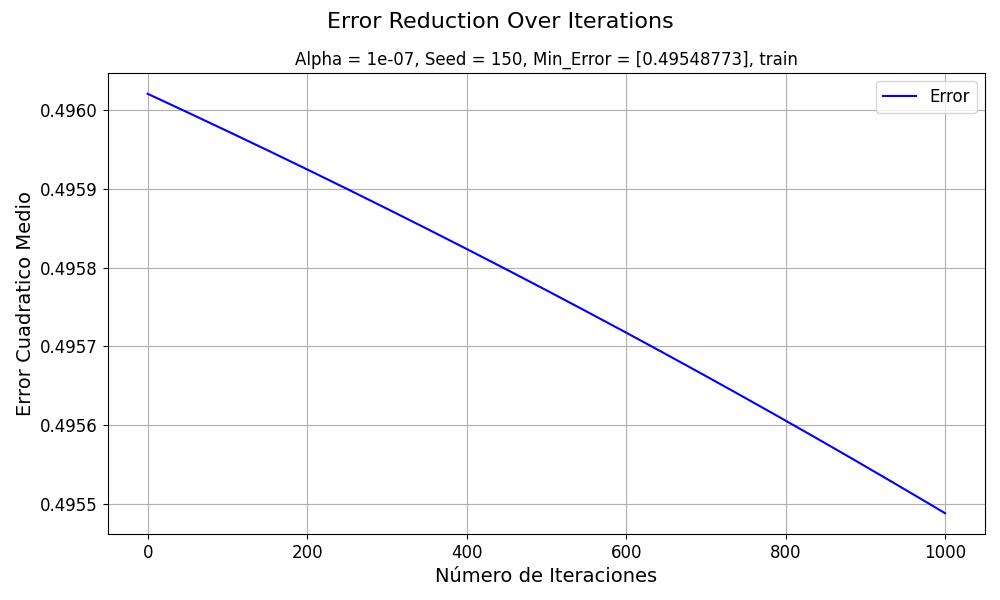 Error Reduction Over Iterations
Alpha = 1e-07, Seed = 150, Min_Error = [0.49548773], train
Error
Error Cuadratico Medio
0.4960
0.4959
0.4958
0.4957
0.4956
0.4955
0 200 400 600 800 1000
Número de Iteraciones